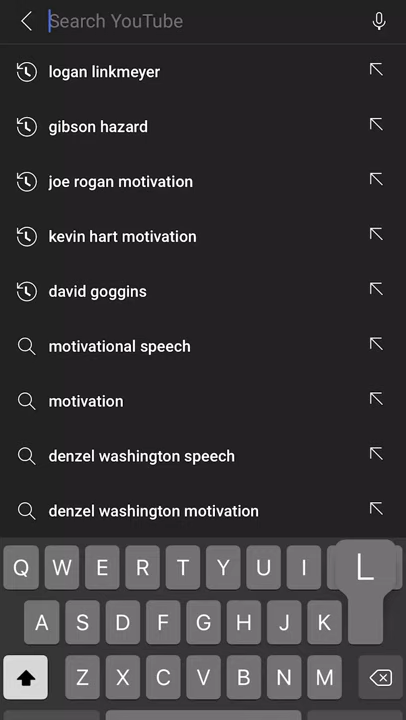 Search YouTube
logan linkmeyer
gibson hazard
joe rogan motivation
kevin hart motivation
david goggins
motivational speech
motivation
denzel washington speech
denzel washington motivation
Q W E R T Y U I L
A S D F G H J K
Z X C V B N M